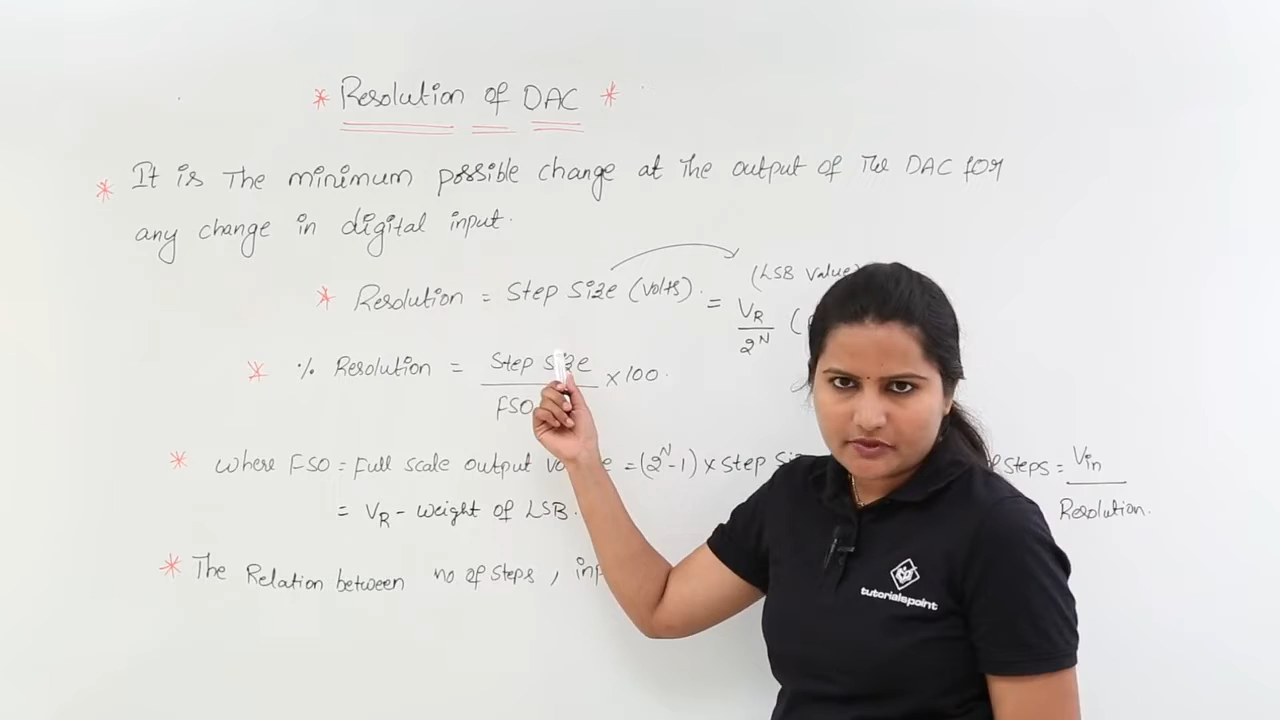 * Resolution of DAC *
* It is The minimum possible change at The output of The DAC for
any change in digital input.
* Resolution = Step Size (Volts). = V_R / 2^N (LSB Value
* % Resolution = Step Size / FSO × 100.
* Where FSO = Full scale output = (2^N - 1) × Step Steps = Vin / Resolution.
= V_R - Weight of LSB.
* The Relation between no of Steps ,
tutorialspoint